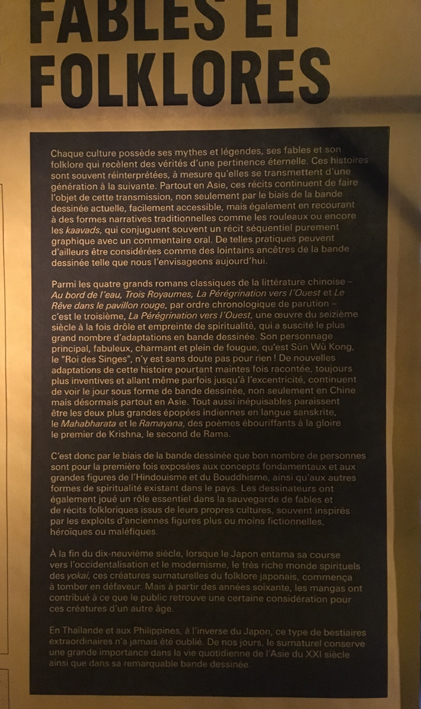 FABLES ET
FOLKLORES
Chaque culture possède ses mythes et légendes, ses fables et son
folklore qui recèlent des vérités d'une pertinence éternelle. Ces histoires
sont souvent réinterprétées, à mesure qu'elles se transmettent d'une
génération à la suivante. Partout en Asie, ces récits continuent de faire
l'objet de cette transmission, non seulement par le biais de la bande
dessinée actuelle, facilement accessible, mais également en recourant
à des formes narratives traditionnelles comme les rouleaux ou encore
les kaavads, qui conjuguent souvent un récit séquentiel purement
graphique avec un commentaire oral. De telles pratiques peuvent
d'ailleurs être considérées comme des lointains ancêtres de la bande
dessinée telle que nous l'envisageons aujourd'hui.
Parmi les quatre grands romans classiques de la littérature chinoise –
Au bord de l'eau, Trois Royaumes, La Pérégrination vers l'Ouest et Le
Rêve dans le pavillon rouge, par ordre chronologique de parution –
c'est le troisième, La Pérégrination vers l'Ouest, une œuvre du seizième
siècle à la fois drôle et empreinte de spiritualité, qui a suscité le plus
grand nombre d'adaptations en bande dessinée. Son personnage
principal, fabuleux, charmant et plein de fougue, qu'est Sūn Wù Kong,
le "Roi des Singes", n'y est sans doute pas pour rien ! De nouvelles
adaptations de cette histoire pourtant maintes fois racontée, toujours
plus inventives et allant même parfois jusqu'à l'excentricité, continuent
de voir le jour sous forme de bande dessinée, non seulement en Chine
mais désormais partout en Asie. Tout aussi inépuisables paraissent
être les deux plus grandes épopées indiennes en langue sanskrite,
le Mahabharata et le Ramayana, des poèmes ébouriffants à la gloire
le premier de Krishna, le second de Rama.
C'est donc par le biais de la bande dessinée que bon nombre de personnes
sont pour la première fois exposées aux concepts fondamentaux et aux
grandes figures de l'Hindouisme et du Bouddhisme, ainsi qu'aux autres
formes de spiritualité existant dans le pays. Les dessinateurs ont
également joué un rôle essentiel dans la sauvegarde de fables et
de récits folkloriques issus de leurs propres cultures, souvent inspirés
par les exploits d'anciennes figures plus ou moins fictionnelles,
héroïques ou maléfiques.
À la fin du dix-neuvième siècle, lorsque le Japon entama sa course
vers l'occidentalisation et le modernisme, le très riche monde spirituels
des yokai, ces créatures surnaturelles du folklore japonais, commença
à tomber en défaveur. Mais à partir des années soixante, les mangas ont
contribué à ce que le public retrouve une certaine considération pour
ces créatures d'un autre âge.
En Thaïlande et aux Philippines, à l'inverse du Japon, ce type de bestiaires
extraordinaires n'a jamais été oublié. De nos jours, le surnaturel conserve
une grande importance dans la vie quotidienne de l'Asie du XXI siècle
ainsi que dans sa remarquable bande dessinée.